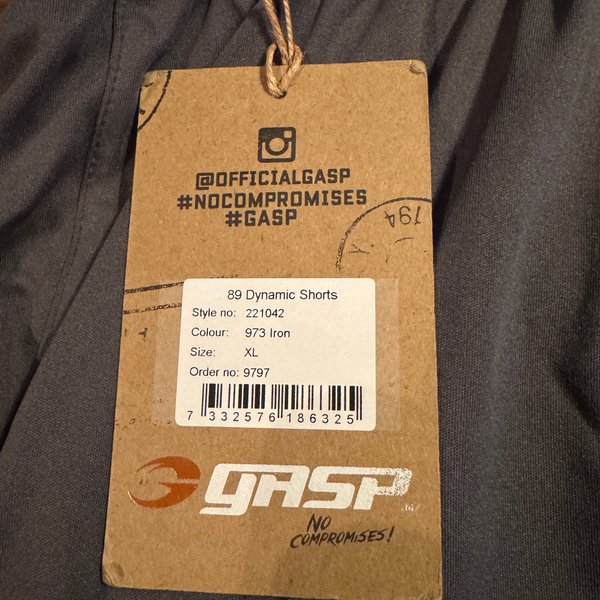 @OFFICIALGASP
#NOCOMPROMISES
#GASP
194
89 Dynamic Shorts
Style no: 221042
Colour: 973 Iron
Size: XL
Order no: 9797
7 332576 186325
GASP
NO
COMPROMISES!